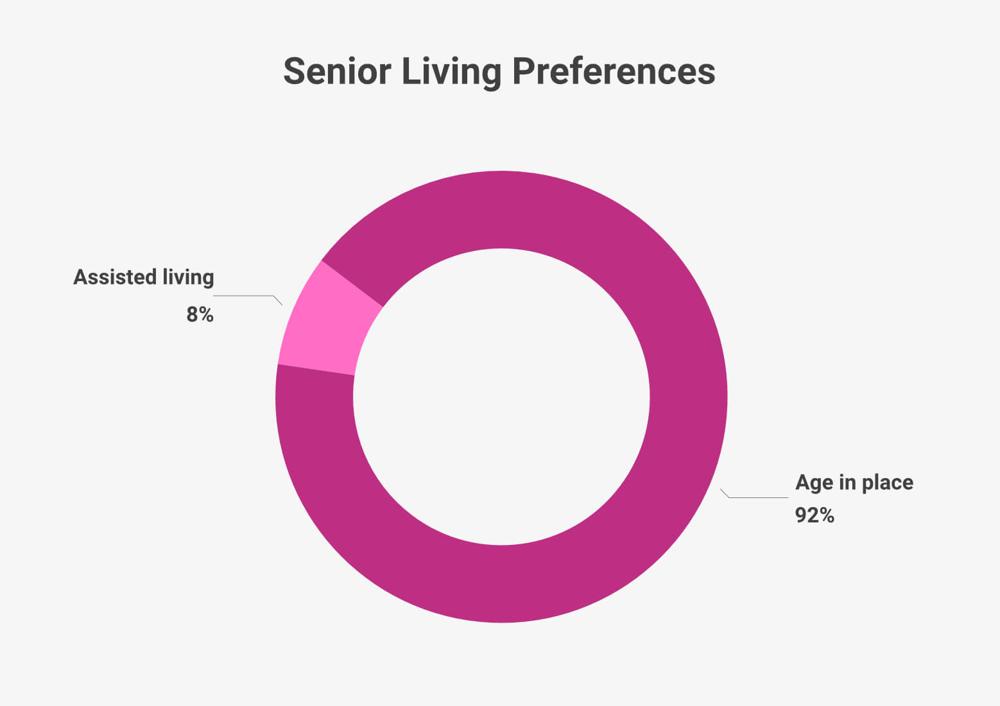 Senior Living Preferences
Assisted living
8%
Age in place
92%